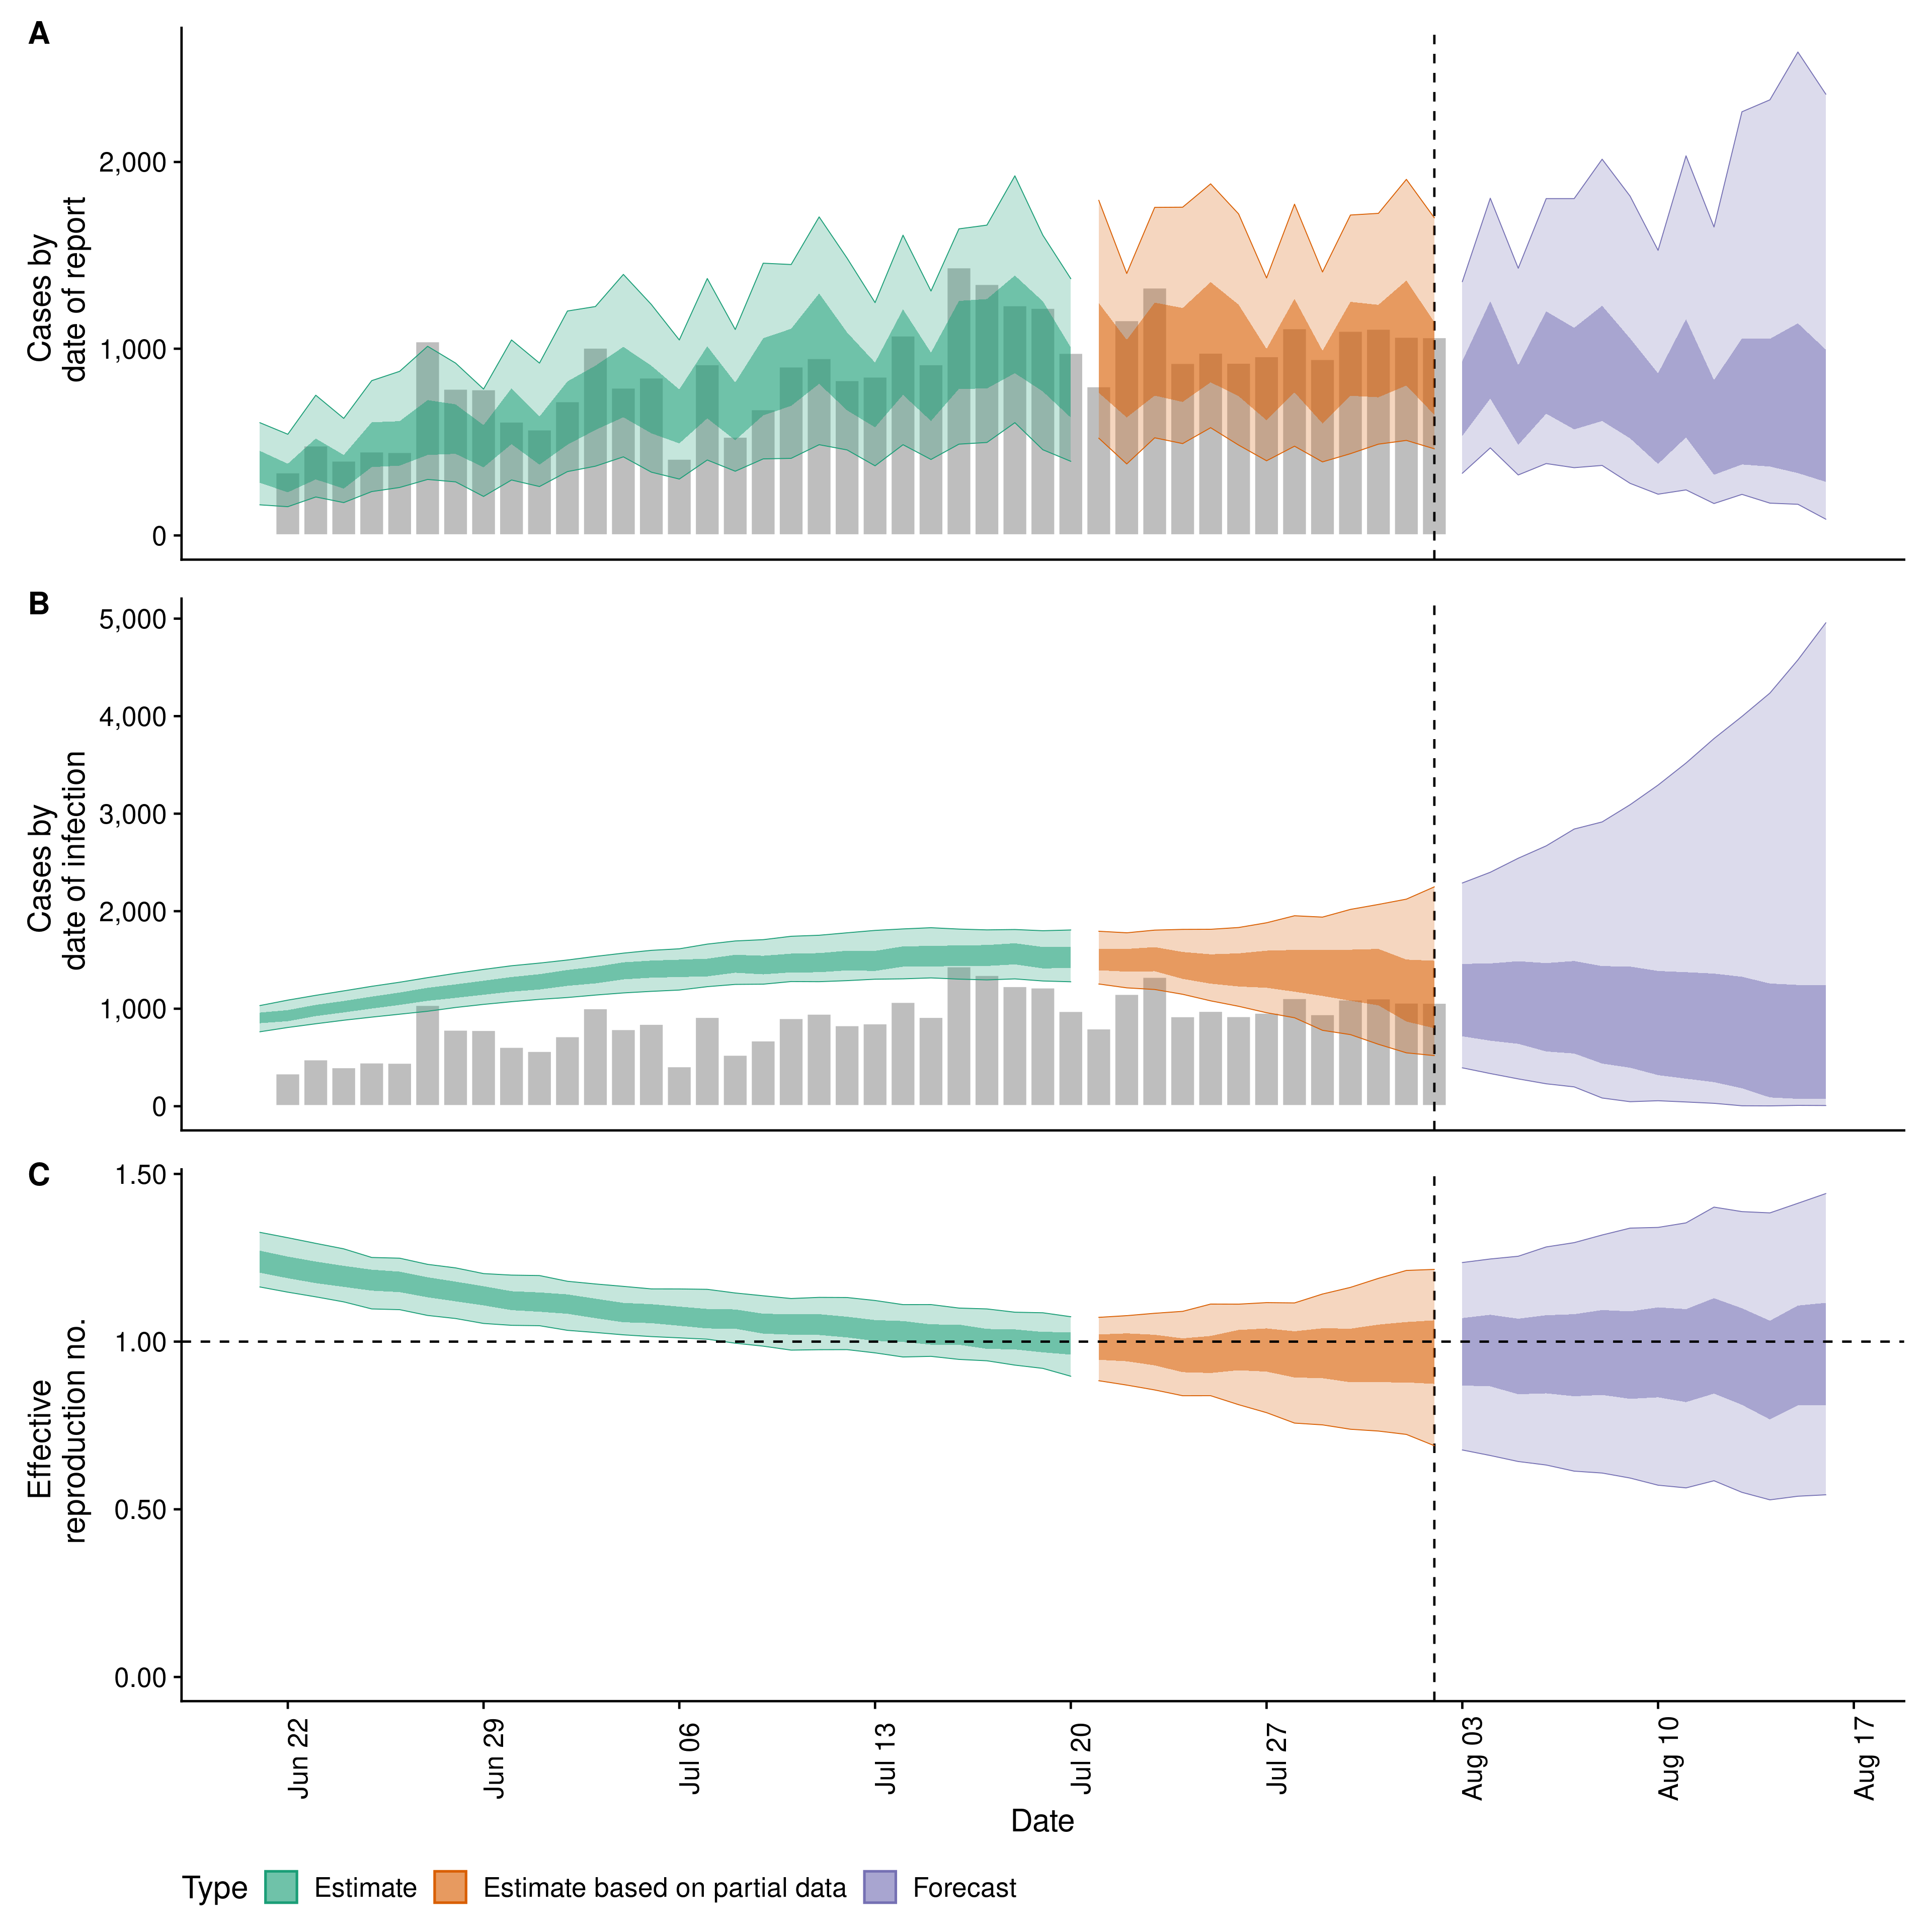 A
Cases by
date of report
2,000
1,000
0
B
Cases by
date of infection
5,000
4,000
3,000
2,000
1,000
0
C
Effective
reproduction no.
1.50
1.00
0.50
0.00
Jun 22
Jun 29
Jul 06
Jul 13
Jul 20
Jul 27
Aug 03
Aug 10
Aug 17
Date
Type Estimate Estimate based on partial data Forecast